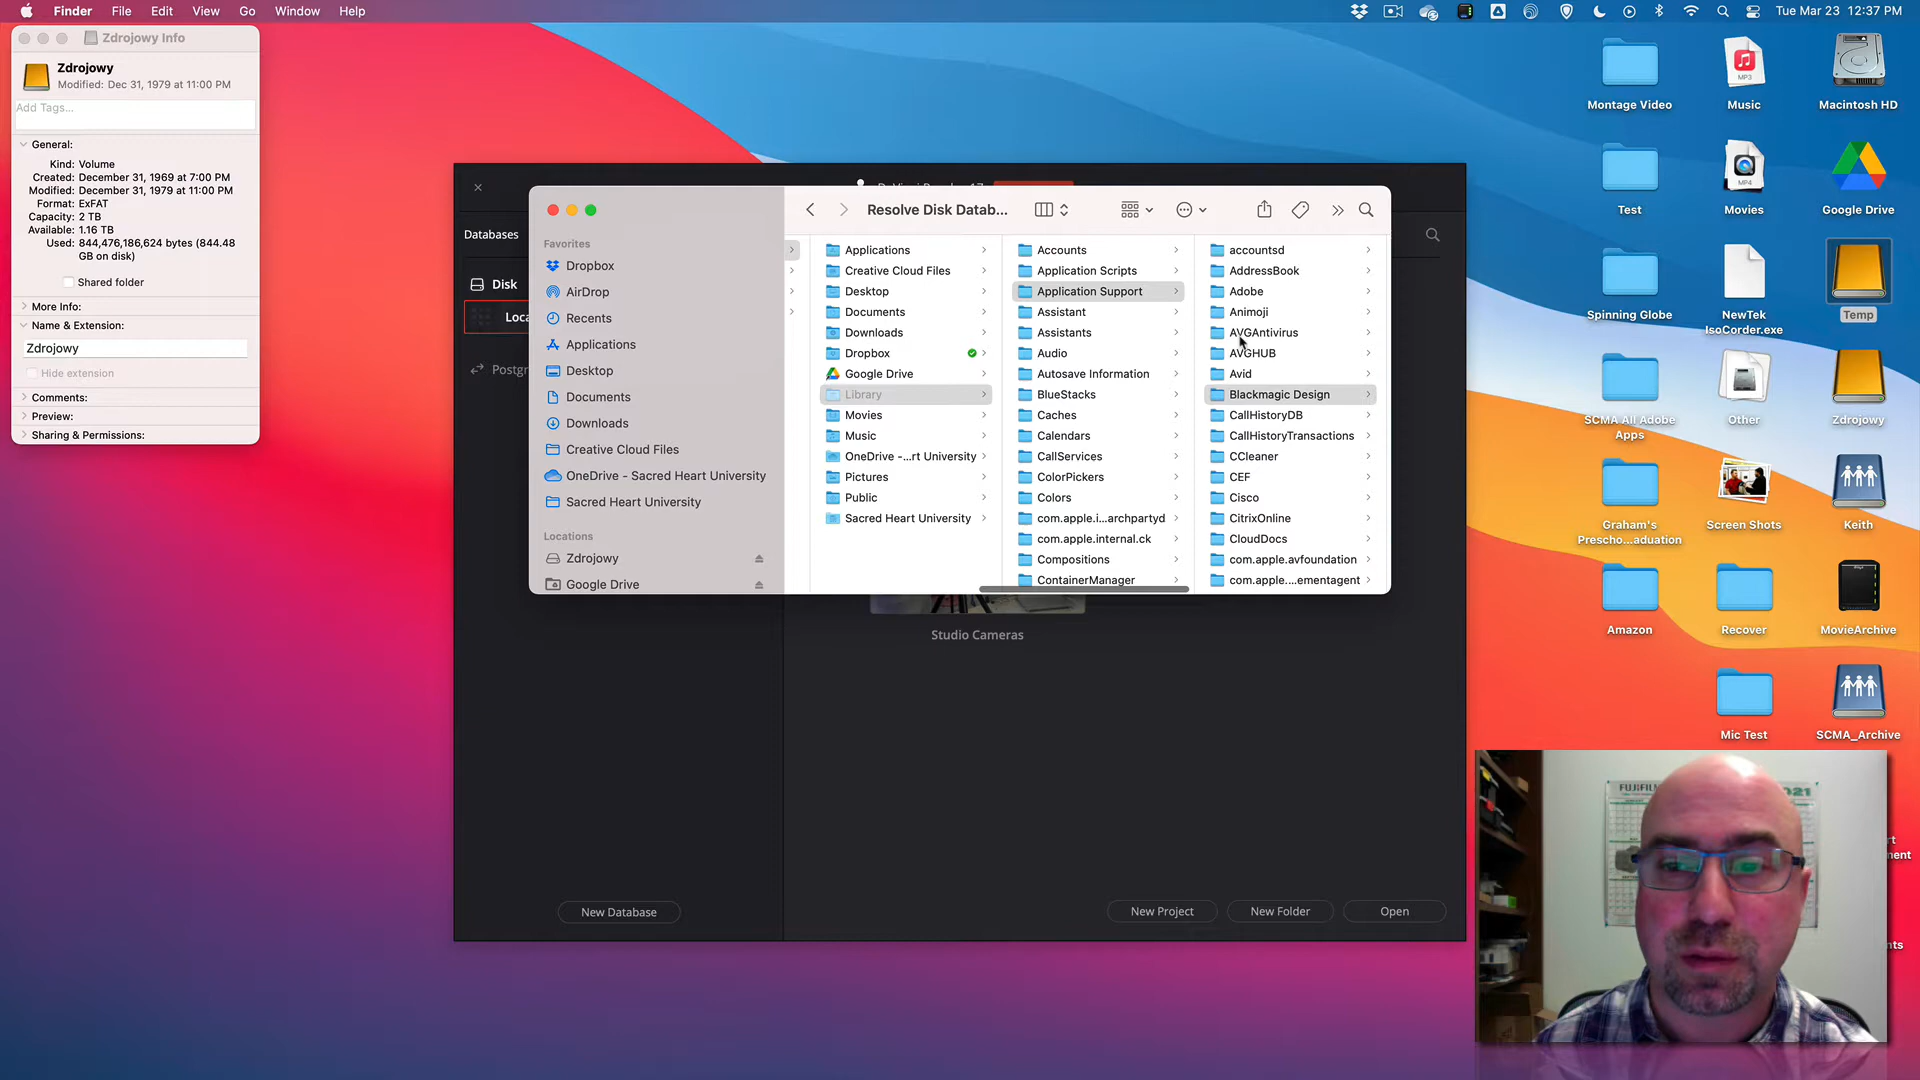 Finder File Edit View Go Window Help
Tue Mar 23 12:37 PM
Zdrojowy Info
Zdrojowy
Modified: Dec 31, 1979 at 11:00 PM
Add Tags...
General:
Kind: Volume
Created: December 31, 1969 at 7:00 PM
Modified: December 31, 1979 at 11:00 PM
Format: ExFAT
Capacity: 2 TB
Available: 1.16 TB
Used: 844,476,186,624 bytes (844.48
GB on disk)
Shared folder
More Info:
Name & Extension:
Zdrojowy
Hide extension
Comments:
Preview:
Sharing & Permissions:
Databases
Disk
Loca
Postgr
Resolve Disk Datab...
Favorites
Dropbox
AirDrop
Recents
Applications
Desktop
Documents
Downloads
Creative Cloud Files
OneDrive - Sacred Heart University
Sacred Heart University
Locations
Zdrojowy
Google Drive
Applications
Creative Cloud Files
Desktop
Documents
Downloads
Dropbox
Google Drive
Library
Movies
Music
OneDrive -...rt University
Pictures
Public
Sacred Heart University
Accounts
Application Scripts
Application Support
Assistant
Assistants
Audio
Autosave Information
BlueStacks
Caches
Calendars
CallServices
ColorPickers
Colors
com.apple.i...archpartyd
com.apple.internal.ck
Compositions
ContainerManager
accountsd
AddressBook
Adobe
Animoji
AVGAntivirus
AVGHUB
Avid
Blackmagic Design
CallHistoryDB
CallHistoryTransactions
CCleaner
CEF
Cisco
CitrixOnline
CloudDocs
com.apple.avfoundation
com.apple....ementagent
Studio Cameras
New Database
New Project
New Folder
Open
Montage Video
Music
MP3
Macintosh HD
Test
Movies
MP4
Google Drive
Spinning Globe
NewTek
IsoCorder.exe
Temp
SCMA All Adobe
Apps
Other
Zdrojowy
Graham's
Prescho...aduation
Screen Shots
Keith
Amazon
Recover
MovieArchive
Mic Test
SCMA_Archive
FUJIFIL
021
rt
nent
nts